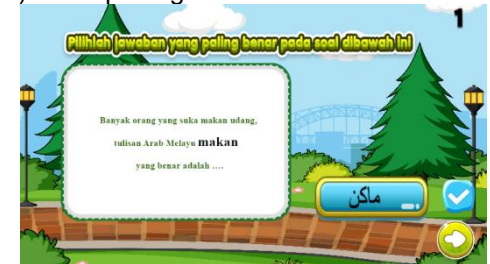 1
Pilihlah jawaban yang paling benar pada soal dibawah ini
Banyak orang yang suka makan udang,
tulisan Arab Melayu makan
yang benar adalah ....
ماكن